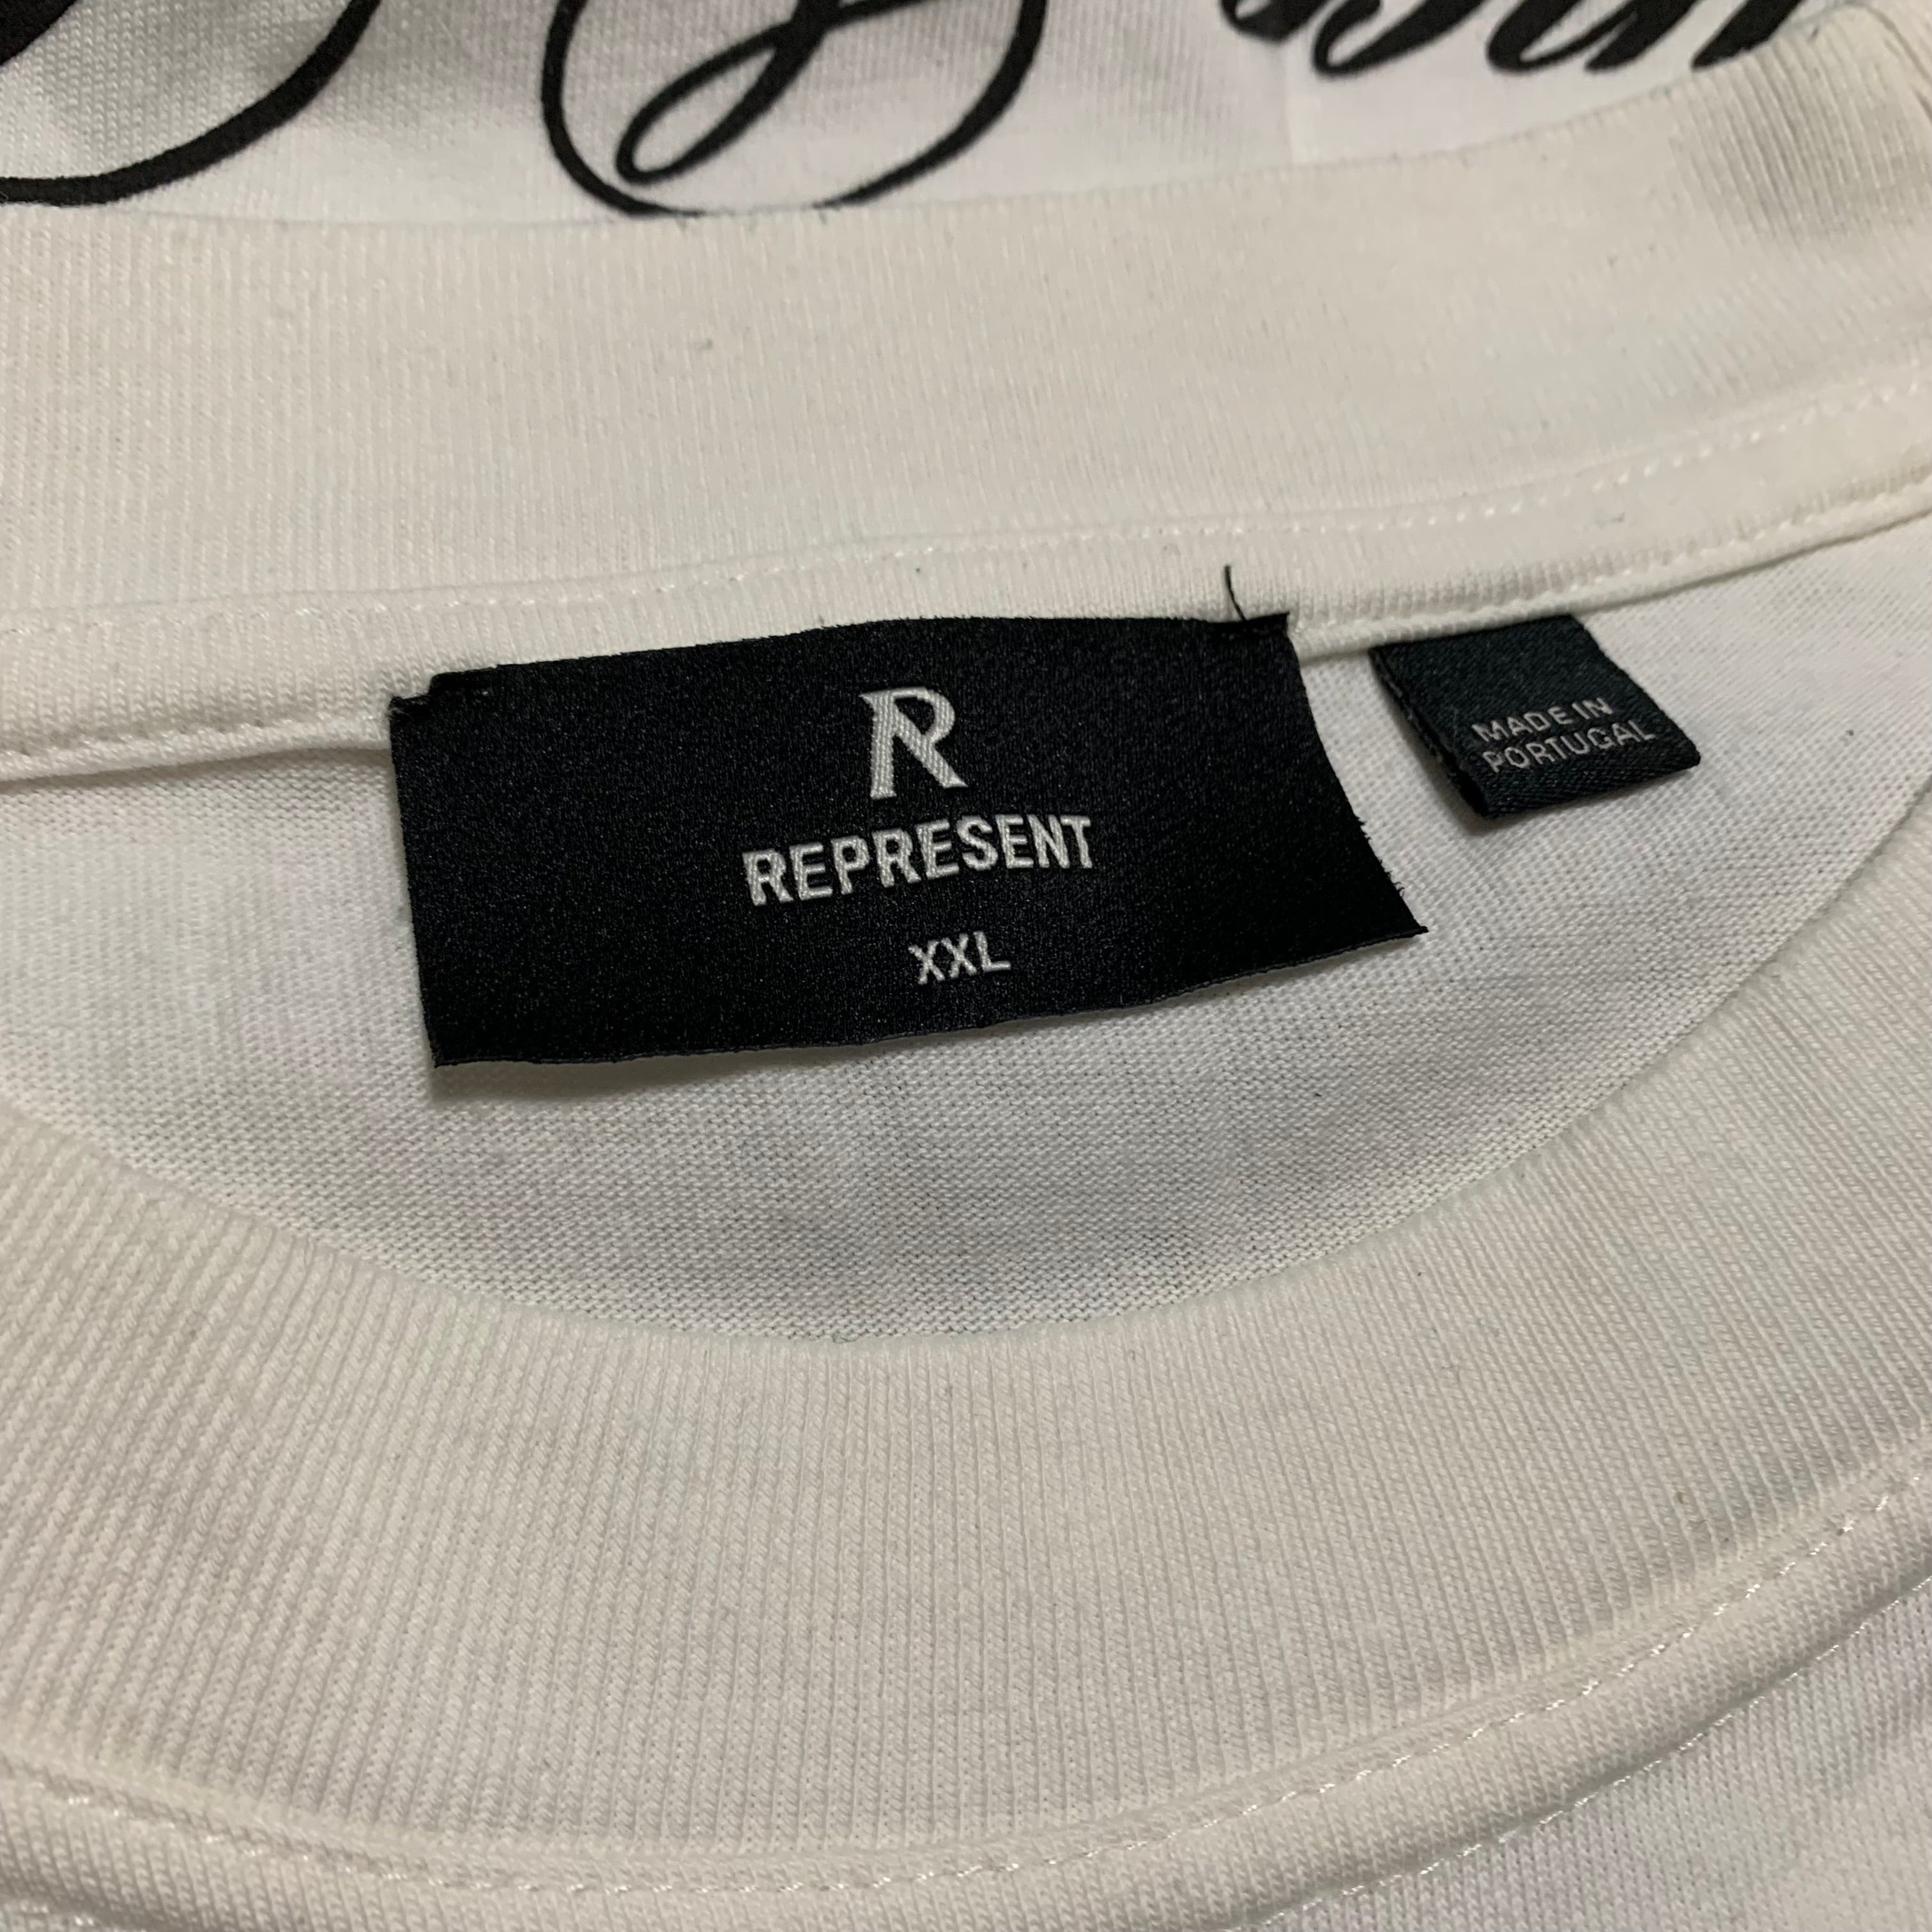 R
REPRESENT
XXL
MADE IN
PORTUGAL